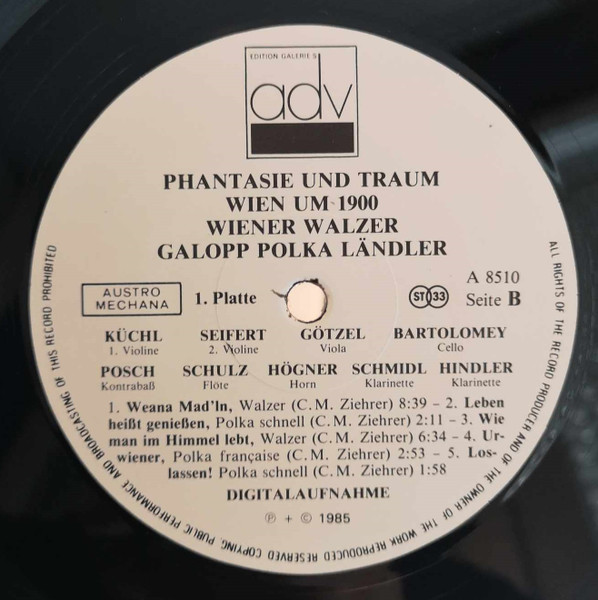 EDITION GALERIE S
adv
PHANTASIE UND TRAUM
WIEN UM 1900
WIENER WALZER
GALOPP POLKA LÄNDLER
AUSTRO
MECHANA
1. Platte
ST 33
A 8510
Seite B
KÜCHL SEIFERT GÖTZEL BARTOLOMEY
1. Violine 2. Violine Viola Cello
POSCH SCHULZ HÖGNER SCHMIDL HINDLER
Kontrabaß Flöte Horn Klarinette Klarinette
1. Weana Mad'ln, Walzer (C. M. Ziehrer) 8:39 - 2. Leben
heißt genießen, Polka schnell (C. M. Ziehrer) 2:11 - 3. Wie
man im Himmel lebt, Walzer (C. M. Ziehrer) 6:34 - 4. Ur-
wiener, Polka française (C. M. Ziehrer) 2:53 - 5. Los-
lassen! Polka schnell (C. M. Ziehrer) 1:58
DIGITALAUFNAHME
℗ + © 1985
ALL RIGHTS OF THE RECORD PRODUCER AND OF THE OWNER OF THE WORK REPRODUCED RESERVED COPYING, PUBLIC PERFORMANCE AND BROADCASTING OF THIS RECORD PROHIBITED